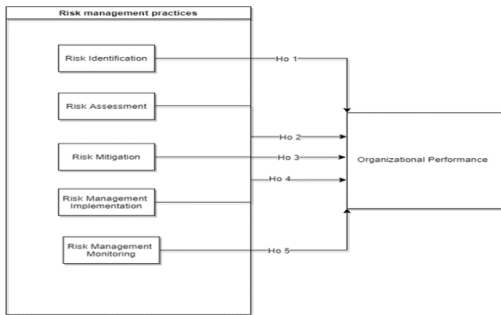 Risk management practices
Risk Identification
Ho 1
Risk Assessment
Ho 2
Risk Mitigation
Ho 3
Organizational Performance
Ho 4
Risk Management
Implementation
Risk Management
Monitoring
Ho 5